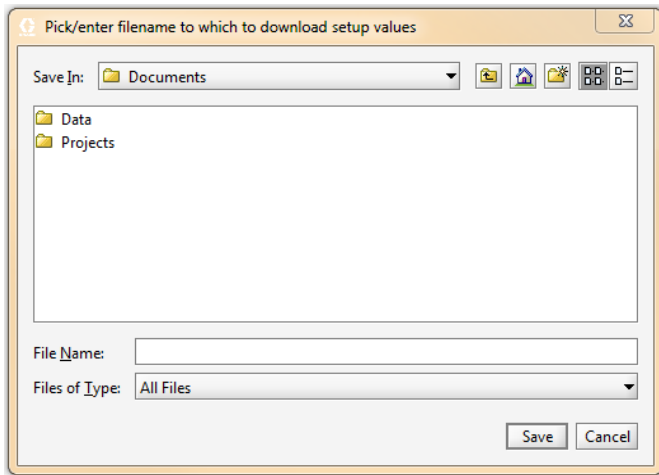 Pick/enter filename to which to download setup values
Save In: Documents
Data
Projects
File Name:
Files of Type: All Files
Save Cancel